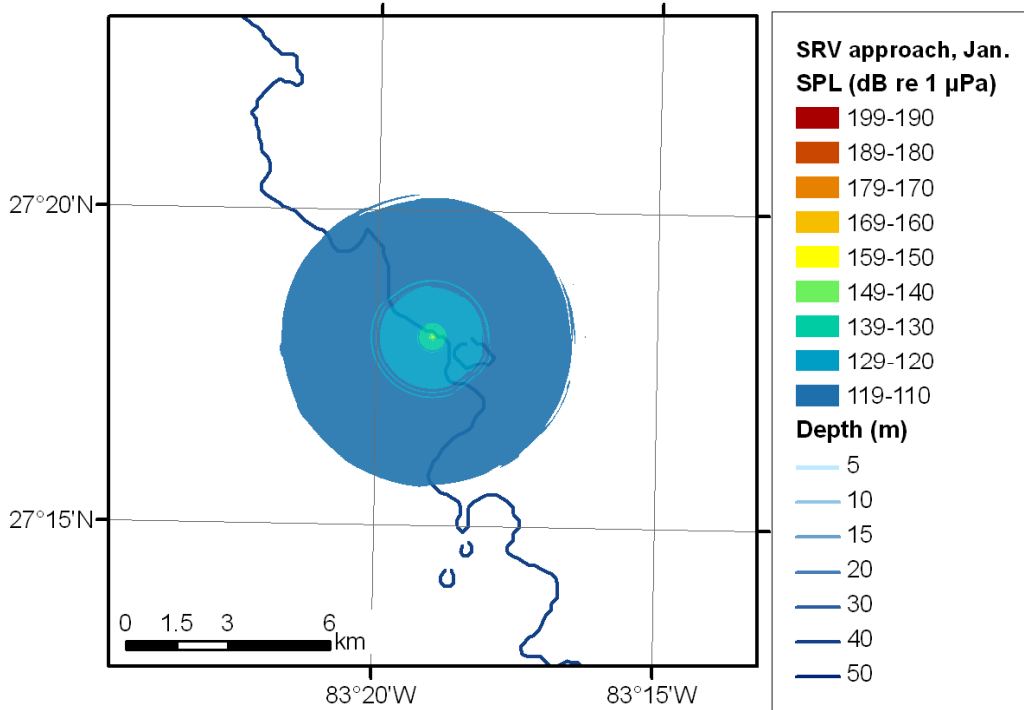 SRV approach, Jan.
SPL (dB re 1 µPa)
199-190
189-180
179-170
169-160
159-150
149-140
139-130
129-120
119-110
Depth (m)
5
10
15
20
30
40
50
27°20'N
27°15'N
0 1.5 3 6
km
83°20'W 83°15'W